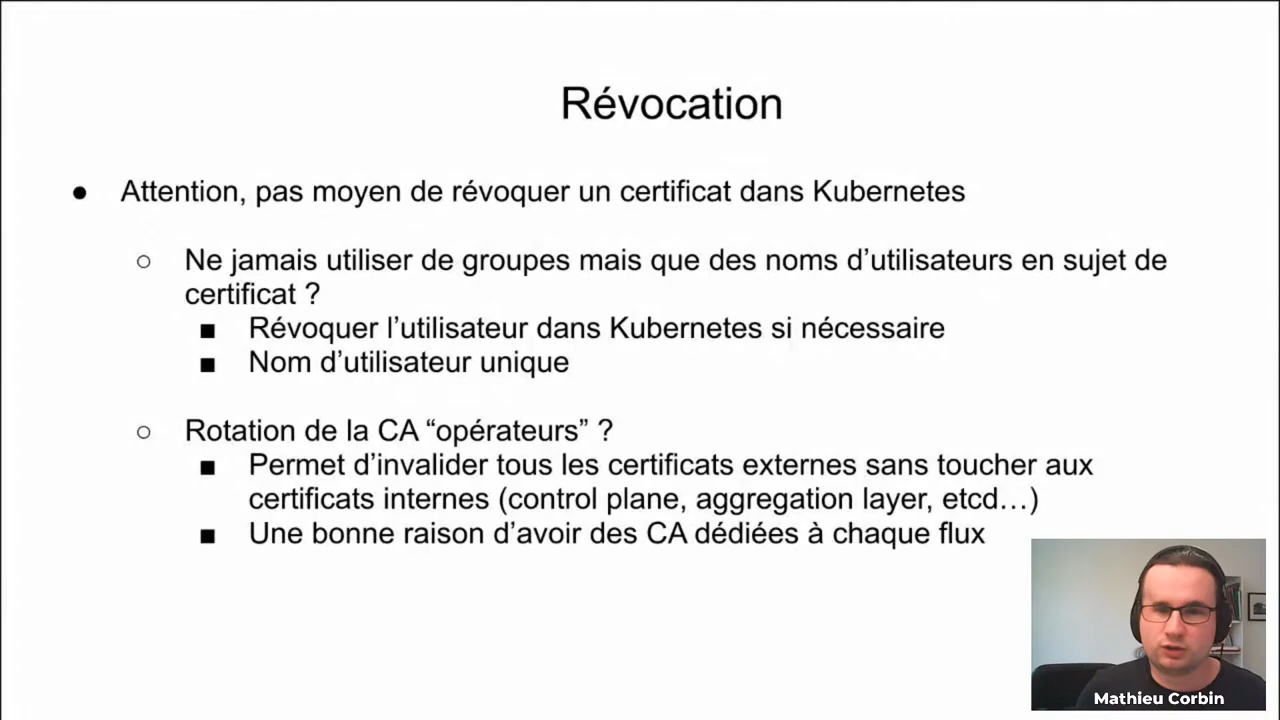 Révocation
● Attention, pas moyen de révoquer un certificat dans Kubernetes
○ Ne jamais utiliser de groupes mais que des noms d’utilisateurs en sujet de
certificat ?
■ Révoquer l’utilisateur dans Kubernetes si nécessaire
■ Nom d’utilisateur unique
○ Rotation de la CA “opérateurs” ?
■ Permet d’invalider tous les certificats externes sans toucher aux
certificats internes (control plane, aggregation layer, etcd…)
■ Une bonne raison d’avoir des CA dédiées à chaque flux
Mathieu Corbin